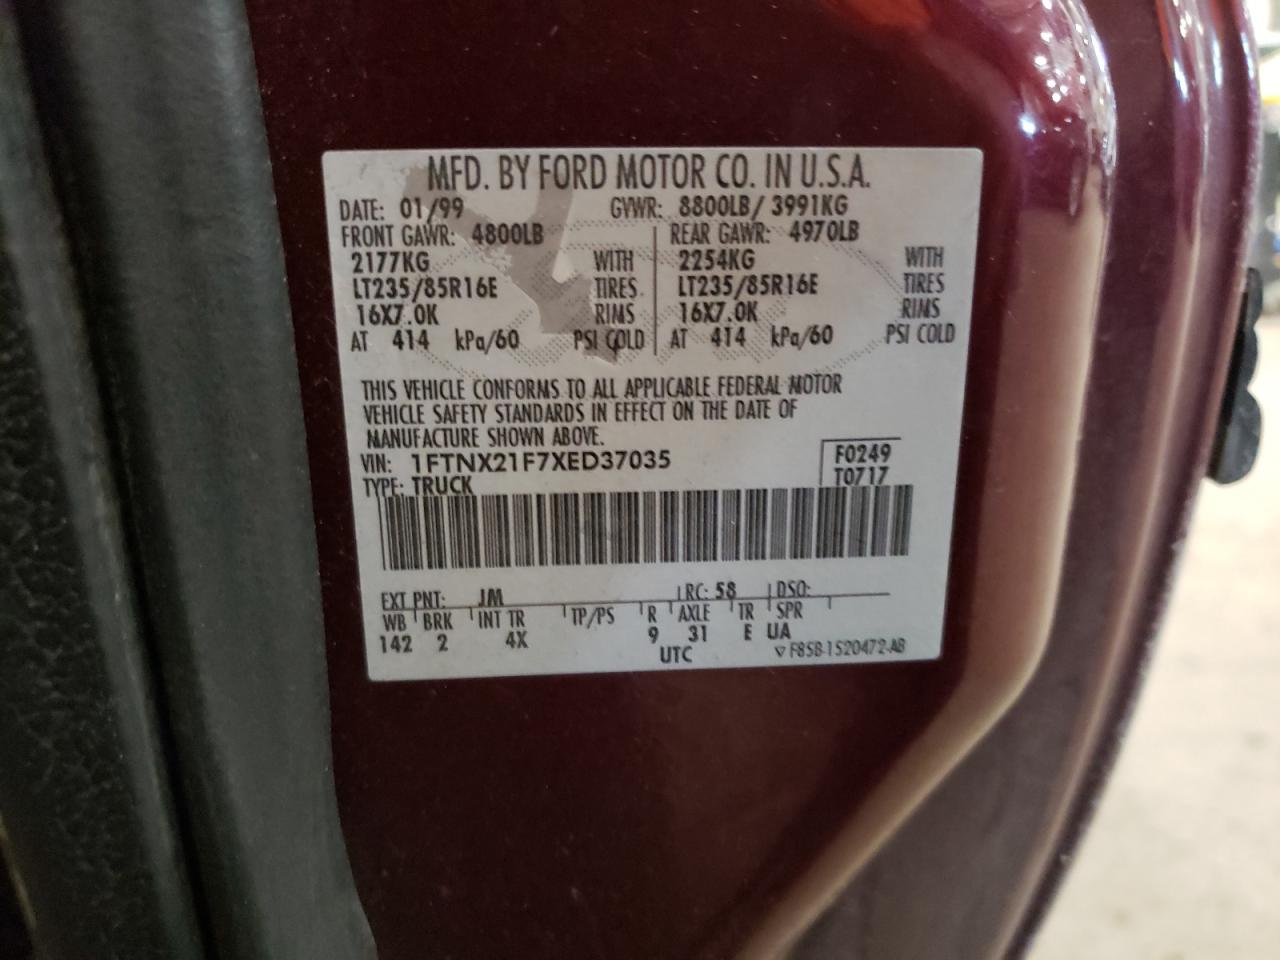 MFD. BY FORD MOTOR CO. IN U.S.A.
DATE: 01/99 GVWR: 8800LB/ 3991KG
FRONT GAWR: 4800LB REAR GAWR: 4970LB
2177KG WITH 2254KG WITH
LT235/85R16E TIRES LT235/85R16E TIRES
16X7.0K RIMS 16X7.0K RIMS
AT 414 kPa/60 PSI COLD AT 414 kPa/60 PSI COLD
THIS VEHICLE CONFORMS TO ALL APPLICABLE FEDERAL MOTOR
VEHICLE SAFETY STANDARDS IN EFFECT ON THE DATE OF
MANUFACTURE SHOWN ABOVE.
VIN: 1FTNX21F7XED37035 F0249
TYPE: TRUCK T0717
EXT PNT: JM RC: 58 DSO:
WB BRK INT TR TP/PS R AXLE TR SPR
142 2 4X 9 31 E UA
UTC ▽ F85B-1520472-AB